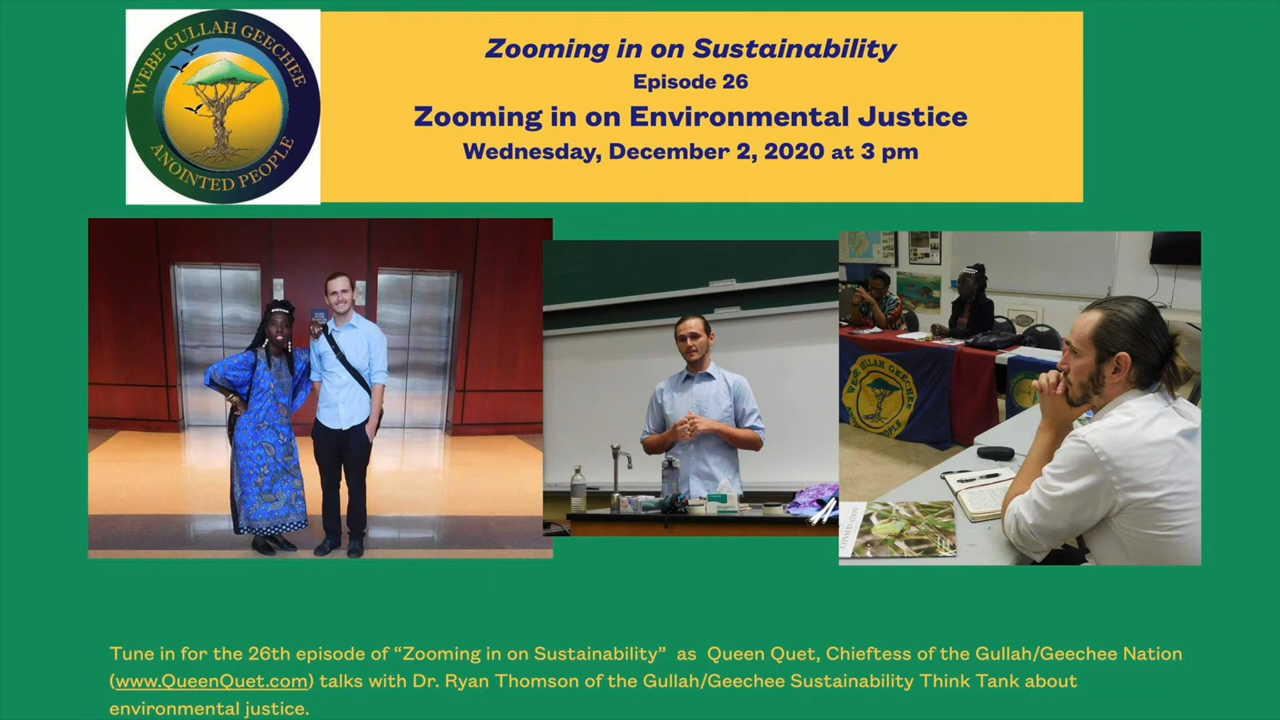 WEBE GULLAH GEECHEE
ANOINTED PEOPLE
Zooming in on Sustainability
Episode 26
Zooming in on Environmental Justice
Wednesday, December 2, 2020 at 3 pm
WEBE GULLAH GEECHEE
PEOPLE
Tune in for the 26th episode of “Zooming in on Sustainability” as Queen Quet, Chieftess of the Gullah/Geechee Nation
(www.QueenQuet.com) talks with Dr. Ryan Thomson of the Gullah/Geechee Sustainability Think Tank about
environmental justice.